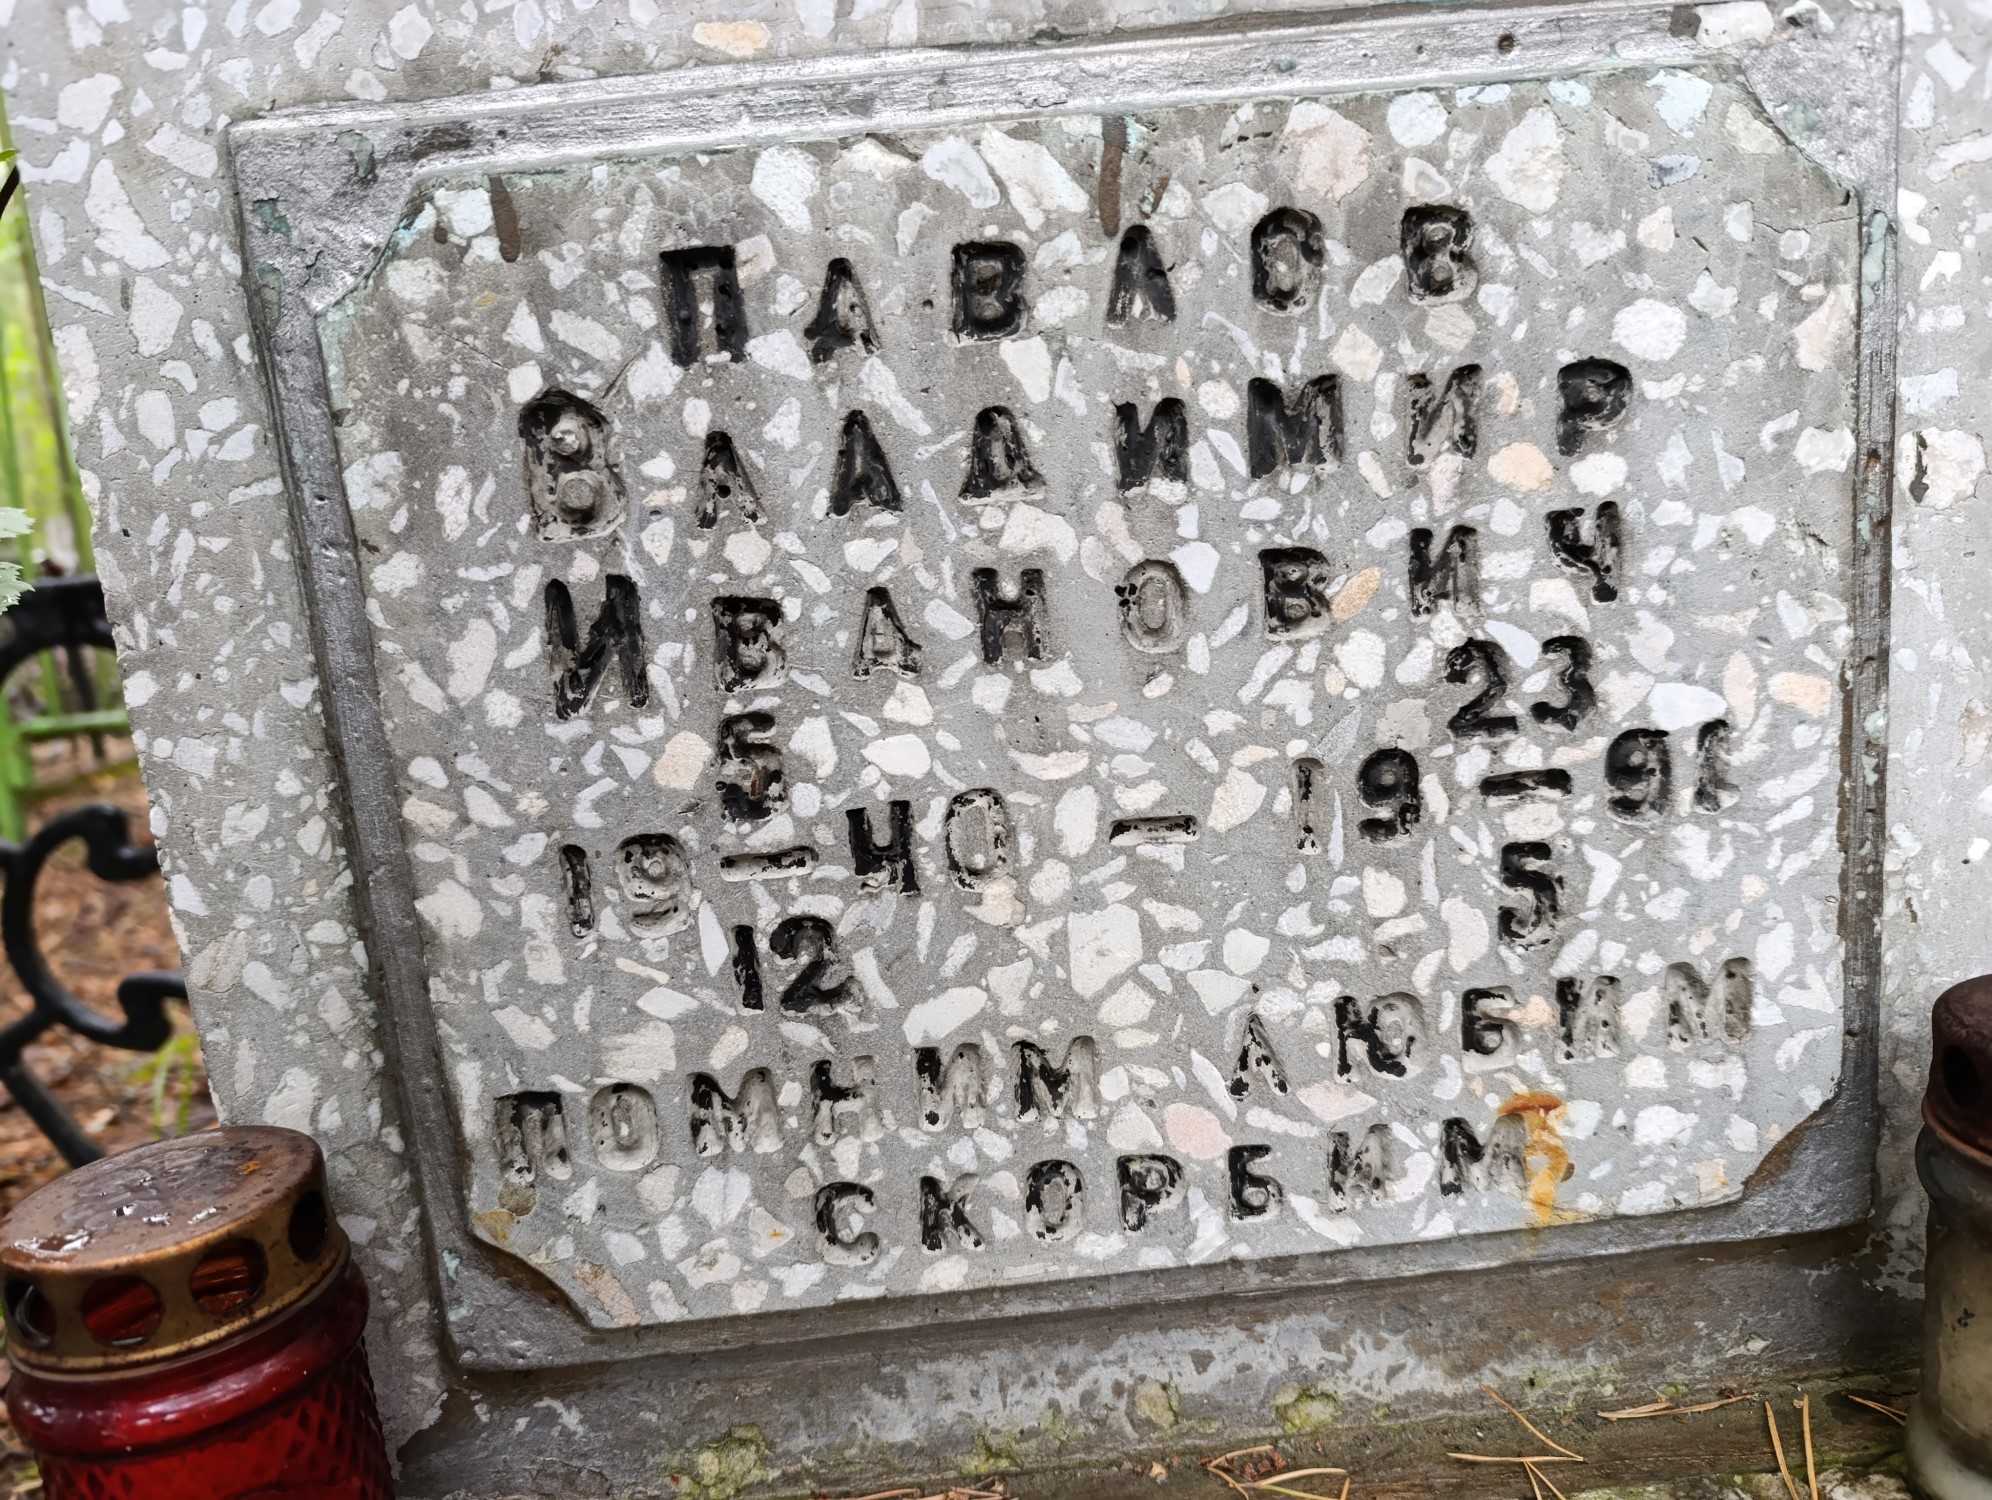 ПАВЛОВ
ВЛАДИМИР
ИВАНОВИЧ
5 23
19—40 — 19—91
12 5
ПОМНИМ ЛЮБИМ
СКОРБИМ